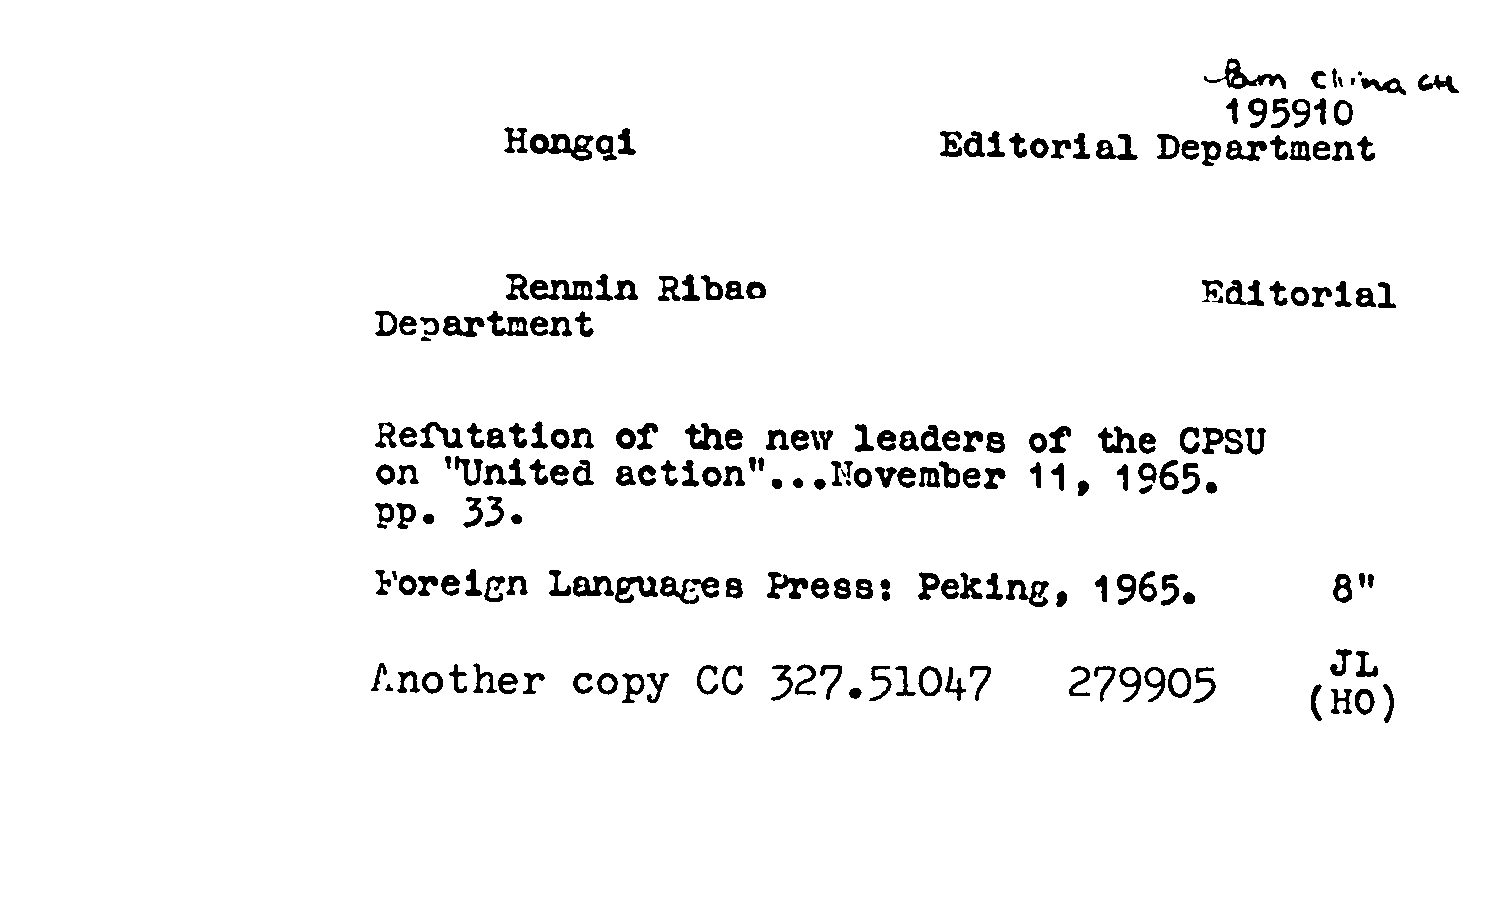 Pam China CH
195910
Hongqi Editorial Department
Renmin Ribao Editorial
Department
Refutation of the new leaders of the CPSU
on "United action"...November 11, 1965.
pp. 33.
Foreign Languages Press: Peking, 1965. 8"
JL
Another copy CC 327.51047 279905
(HO)